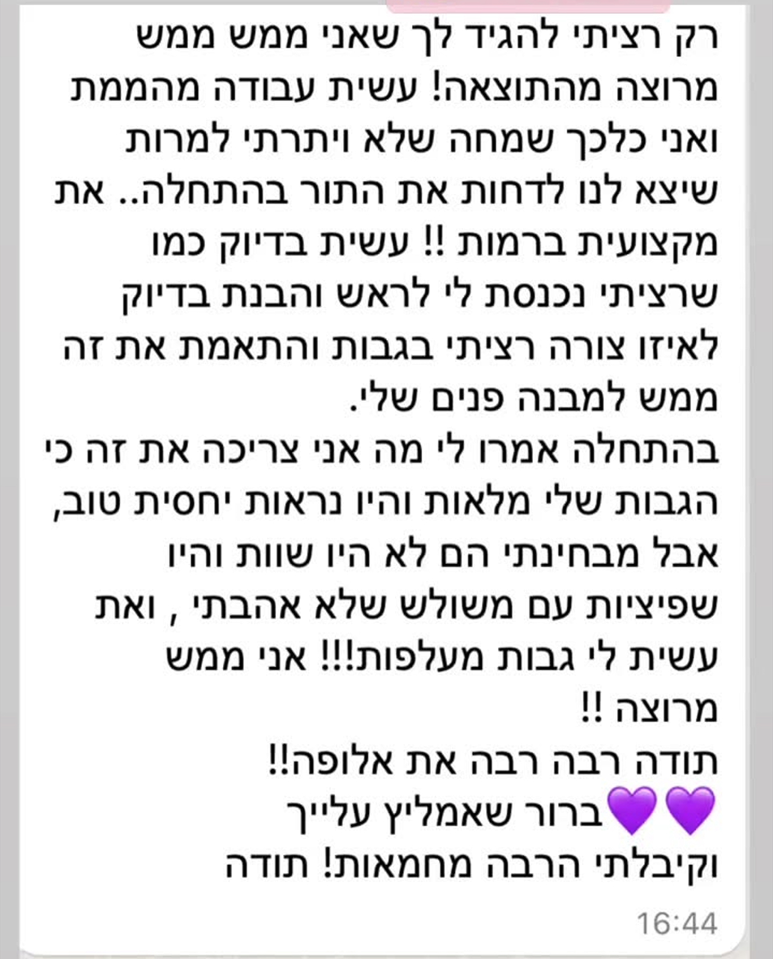 רק רציתי להגיד לך שאני ממש ממש
מרוצה מהתוצאה! עשית עבודה מהממת
ואני כלכך שמחה שלא ויתרתי למרות
שיצא לנו לדחות את התור בהתחלה.. את
מקצועית ברמות !! עשית בדיוק כמו
שרציתי נכנסת לי לראש והבנת בדיוק
לאיזו צורה רציתי בגבות והתאמת את זה
ממש למבנה פנים שלי.
בהתחלה אמרו לי מה אני צריכה את זה כי
הגבות שלי מלאות והיו נראות יחסית טוב,
אבל מבחינתי הם לא היו שוות והיו
שפיציות עם משולש שלא אהבתי , ואת
עשית לי גבות מעלפות!!! אני ממש
מרוצה !!
תודה רבה רבה את אלופה!!
💜💜ברור שאמליץ עלייך
וקיבלתי הרבה מחמאות! תודה
16:44